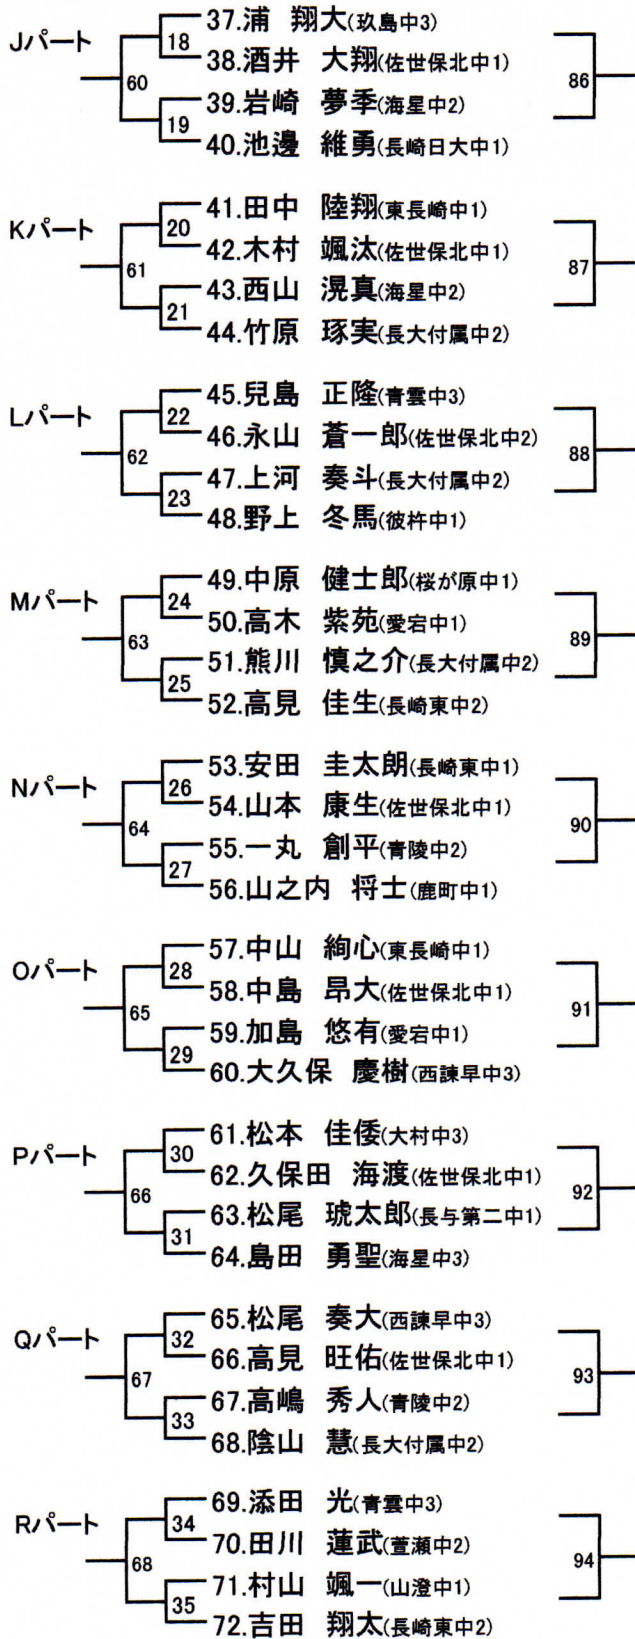 Jパート
37.浦 翔大(玖島中3)
18
38.酒井 大翔(佐世保北中1)
60
86
39.岩崎 夢季(海星中2)
19
40.池邊 維勇(長崎日大中1)
Kパート
41.田中 陸翔(東長崎中1)
20
42.木村 颯汰(佐世保北中1)
61
87
43.西山 滉真(海星中2)
21
44.竹原 琢実(長大付属中2)
Lパート
45.兒島 正隆(青雲中3)
22
46.永山 蒼一郎(佐世保北中2)
62
88
47.上河 奏斗(長大付属中2)
23
48.野上 冬馬(彼杵中1)
Mパート
49.中原 健士郎(桜が原中1)
24
50.高木 紫苑(愛宕中1)
63
89
51.熊川 慎之介(長大付属中2)
25
52.高見 佳生(長崎東中2)
Nパート
53.安田 圭太朗(長崎東中1)
26
54.山本 康生(佐世保北中1)
64
90
55.一丸 創平(青陵中2)
27
56.山之内 将士(鹿町中1)
Oパート
57.中山 絢心(東長崎中1)
28
58.中島 昂大(佐世保北中1)
65
91
59.加島 悠有(愛宕中1)
29
60.大久保 慶樹(西諫早中3)
Pパート
61.松本 佳倭(大村中3)
30
62.久保田 海渡(佐世保北中1)
66
92
63.松尾 琥太郎(長与第二中1)
31
64.島田 勇聖(海星中3)
Qパート
65.松尾 奏大(西諫早中3)
32
66.高見 旺佑(佐世保北中1)
67
93
67.高嶋 秀人(青陵中2)
33
68.陰山 慧(長大付属中2)
Rパート
69.添田 光(青雲中3)
34
70.田川 蓮武(萱瀬中2)
68
94
71.村山 颯一(山澄中1)
35
72.吉田 翔太(長崎東中2)